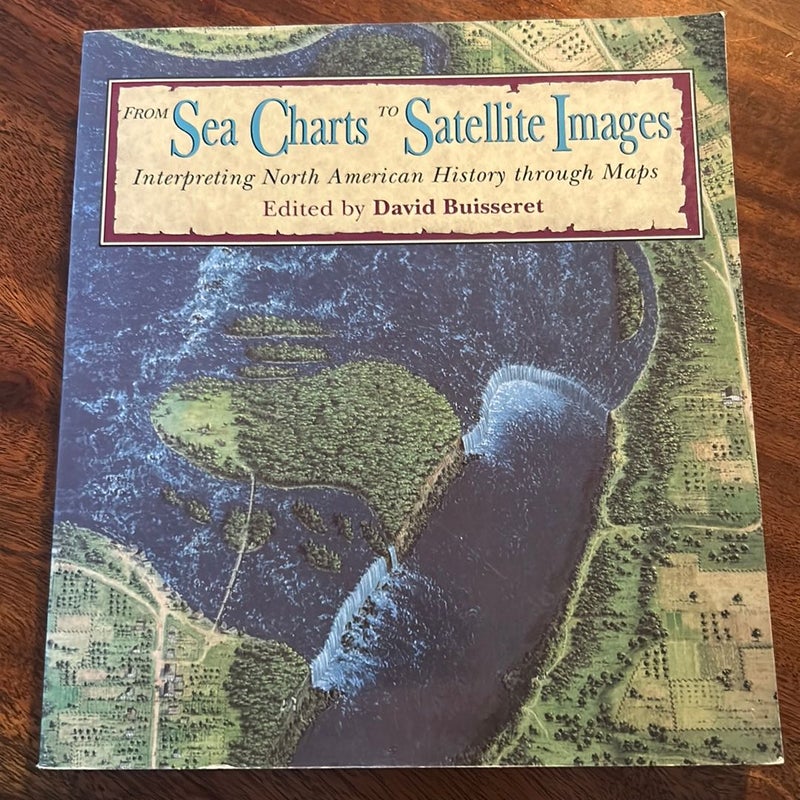 FROM Sea Charts TO Satellite Images
Interpreting North American History through Maps
Edited by David Buisseret